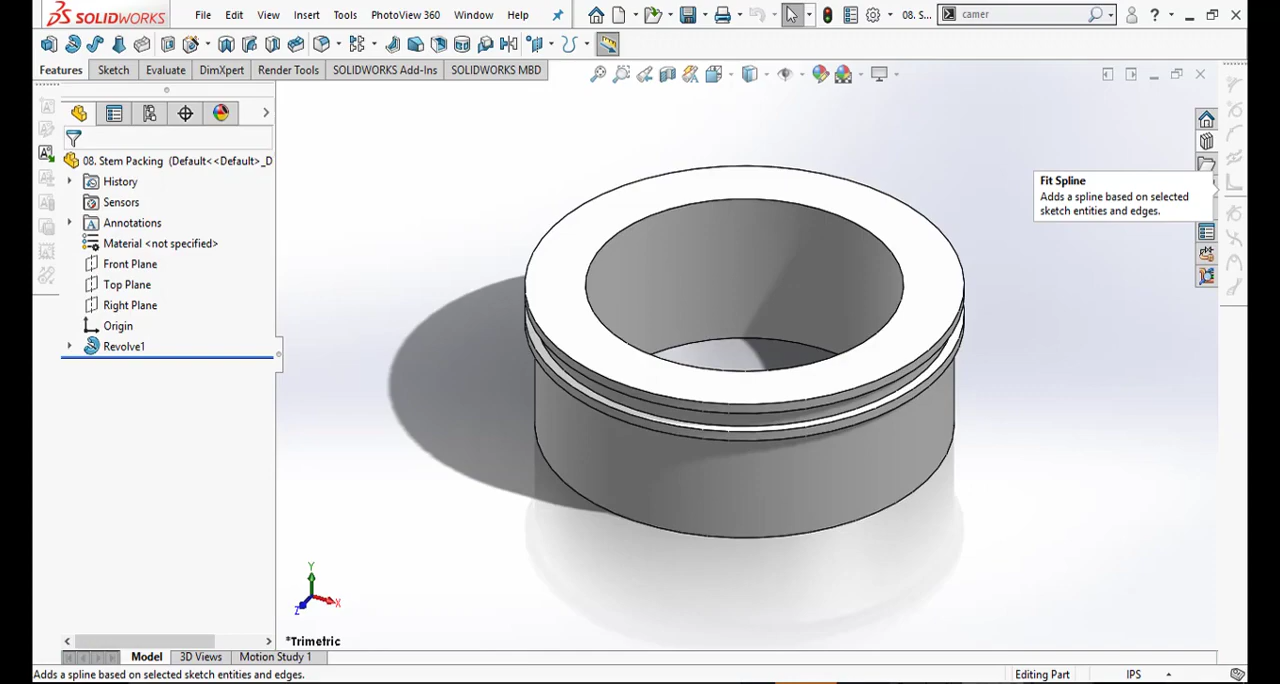 SOLIDWORKS
File Edit View Insert Tools PhotoView 360 Window Help
08. S... camer
Features Sketch Evaluate DimXpert Render Tools SOLIDWORKS Add-Ins SOLIDWORKS MBD
08. Stem Packing (Default<<Default>_D
History
Sensors
Annotations
Material <not specified>
Front Plane
Top Plane
Right Plane
Origin
Revolve1
Fit Spline
Adds a spline based on selected
sketch entities and edges.
Y
X
Z
*Trimetric
Model 3D Views Motion Study 1
Adds a spline based on selected sketch entities and edges. Editing Part IPS